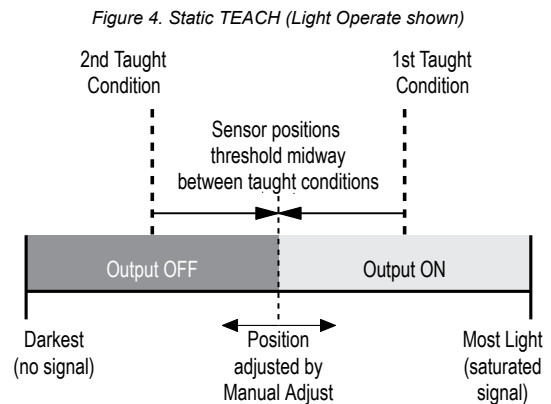 Figure 4. Static TEACH (Light Operate shown)
2nd Taught
Condition
1st Taught
Condition
Sensor positions
threshold midway
between taught conditions
Output OFF
Output ON
Darkest
(no signal)
Position
adjusted by
Manual Adjust
Most Light
(saturated
signal)